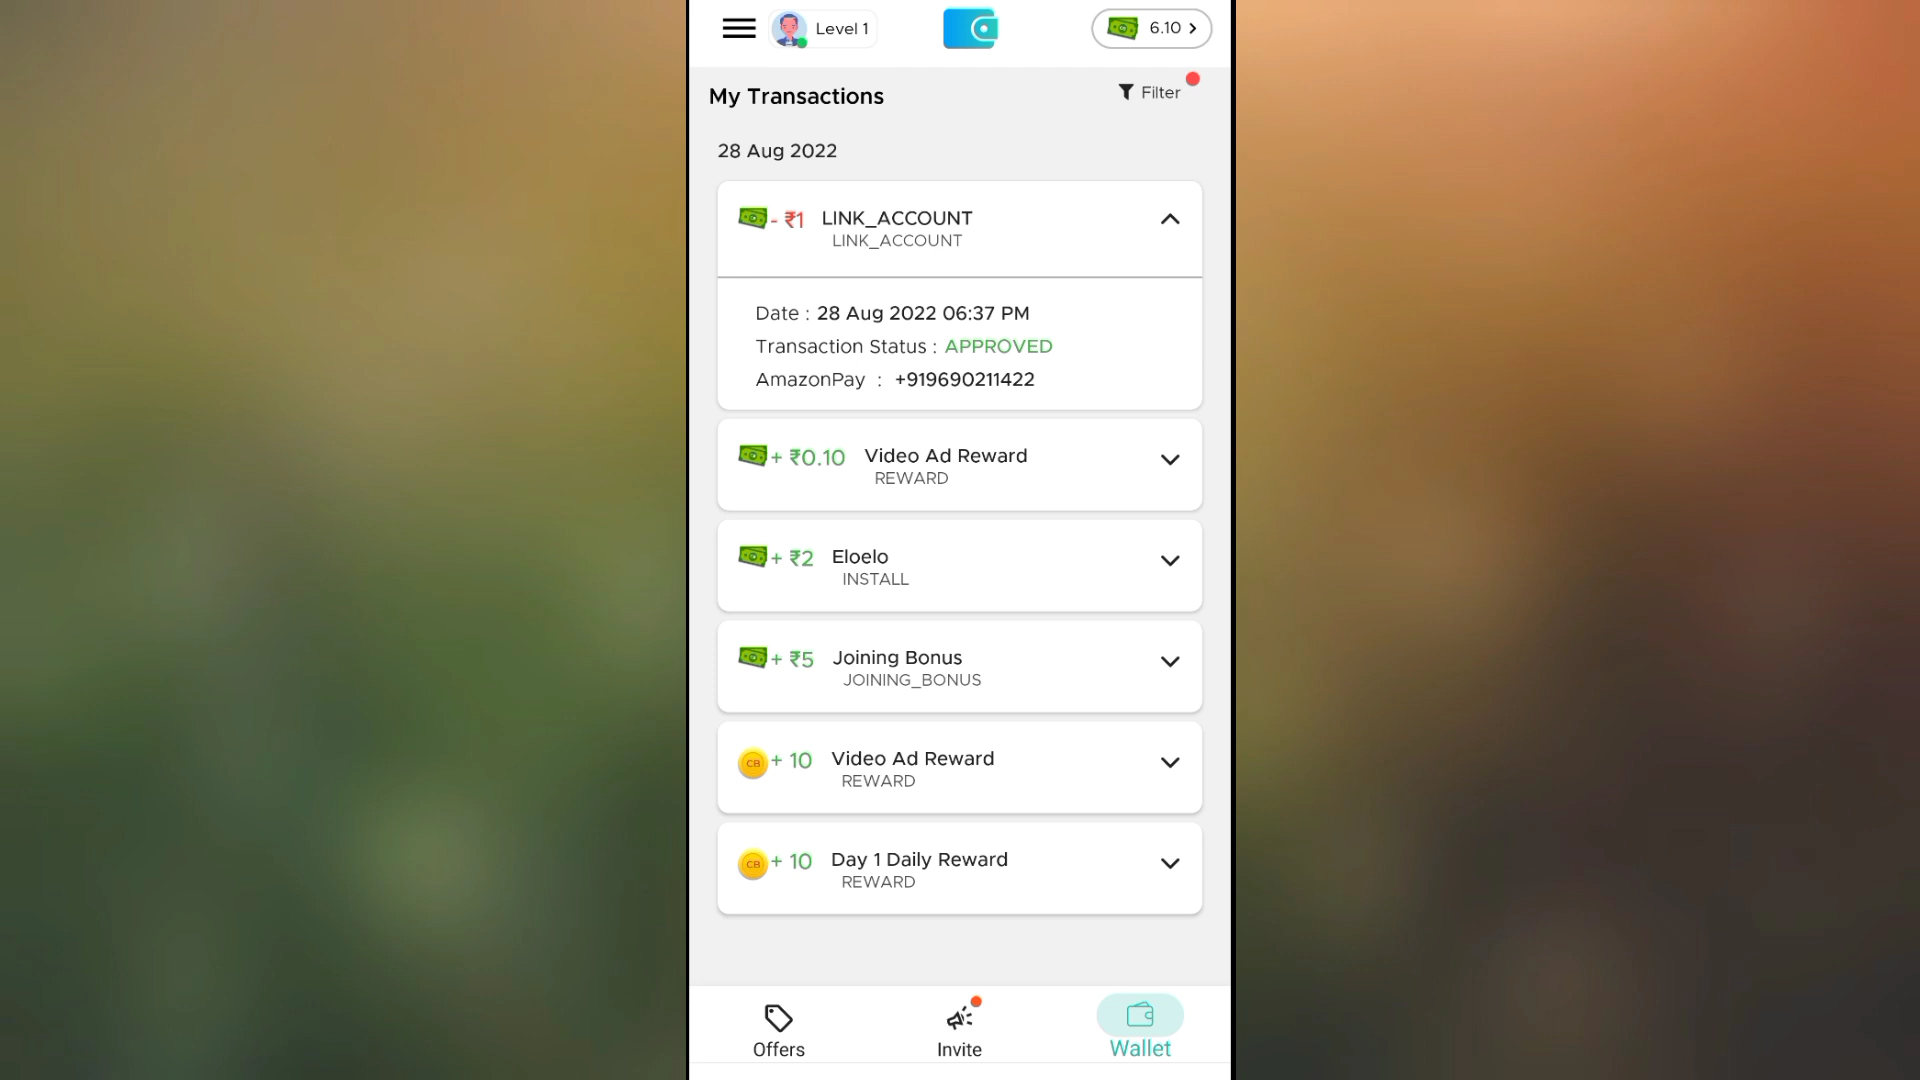 Level 1
6.10
My Transactions
Filter
28 Aug 2022
- ₹1 LINK_ACCOUNT
LINK_ACCOUNT
Date : 28 Aug 2022 06:37 PM
Transaction Status : APPROVED
AmazonPay : +919690211422
+ ₹0.10 Video Ad Reward
REWARD
+ ₹2 Eloelo
INSTALL
+ ₹5 Joining Bonus
JOINING_BONUS
CB + 10 Video Ad Reward
REWARD
CB + 10 Day 1 Daily Reward
REWARD
Offers Invite Wallet